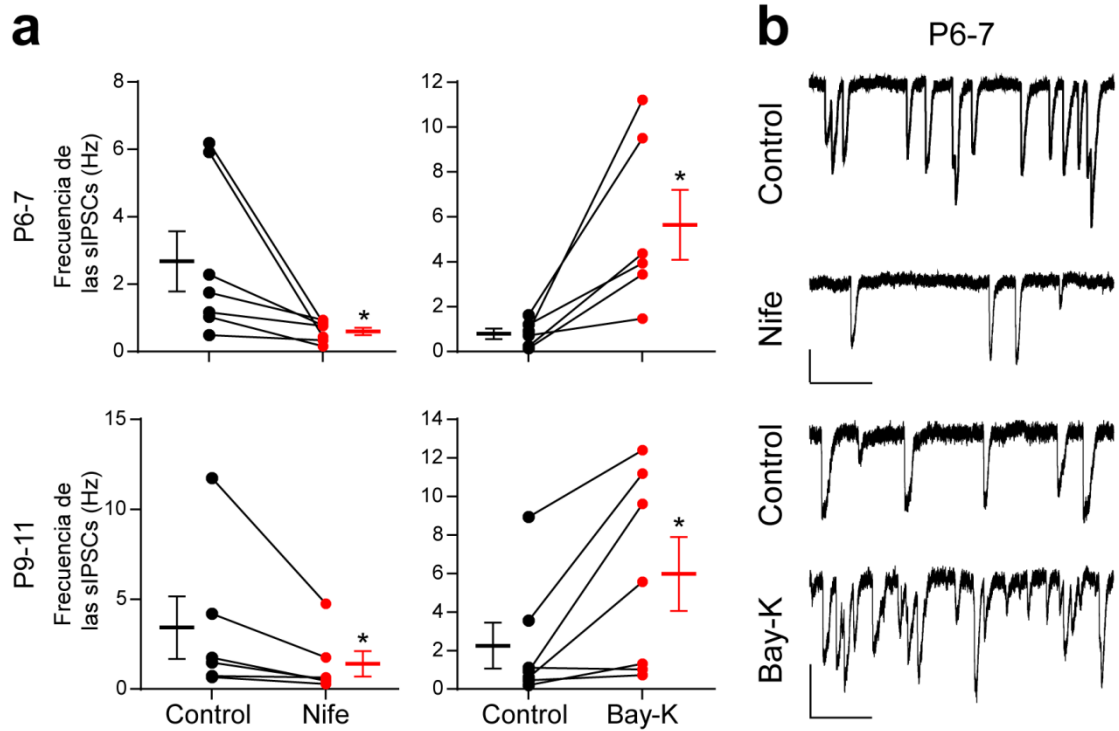 a
P6-7
Frecuencia de
las sIPSCs (Hz)
8
6
4
2
0
*
12
10
8
6
4
2
0
*
P9-11
Frecuencia de
las sIPSCs (Hz)
15
10
5
0
*
Control
Nife
14
12
10
8
6
4
2
0
*
Control
Bay-K
b
P6-7
Control
Nife
Control
Bay-K